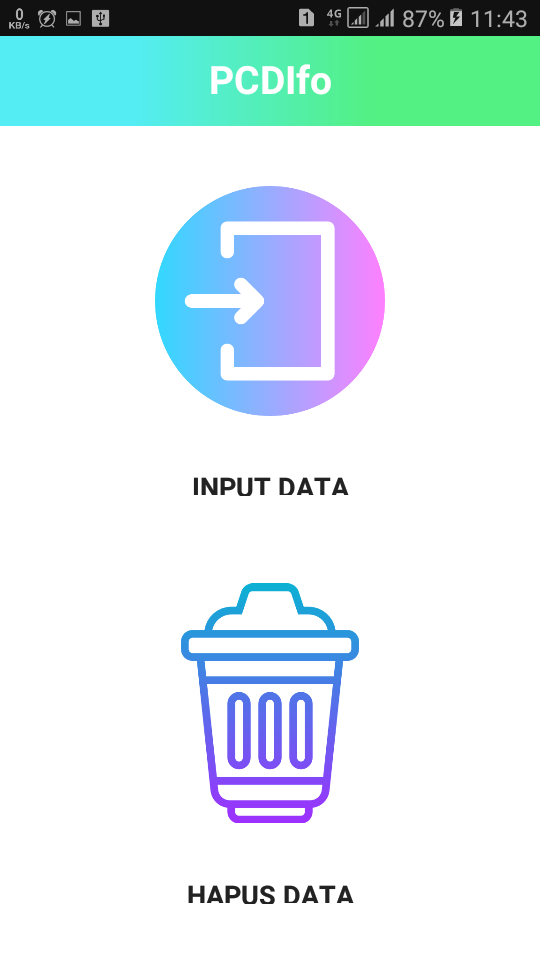 0
KB/s
1
4G
87%
11:43
PCDIfo
INPUT DATA
HAPUS DATA